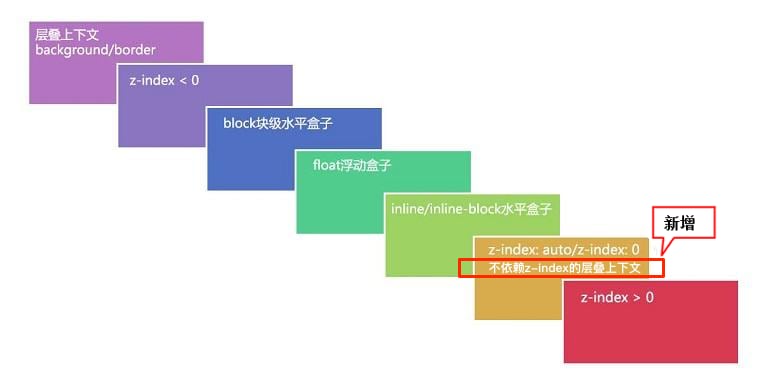 层叠上下文
background/border
z-index < 0
block块级水平盒子
float浮动盒子
inline/inline-block水平盒子
新增
z-index: auto/z-index: 0
不依赖z-index的层叠上下文
z-index > 0